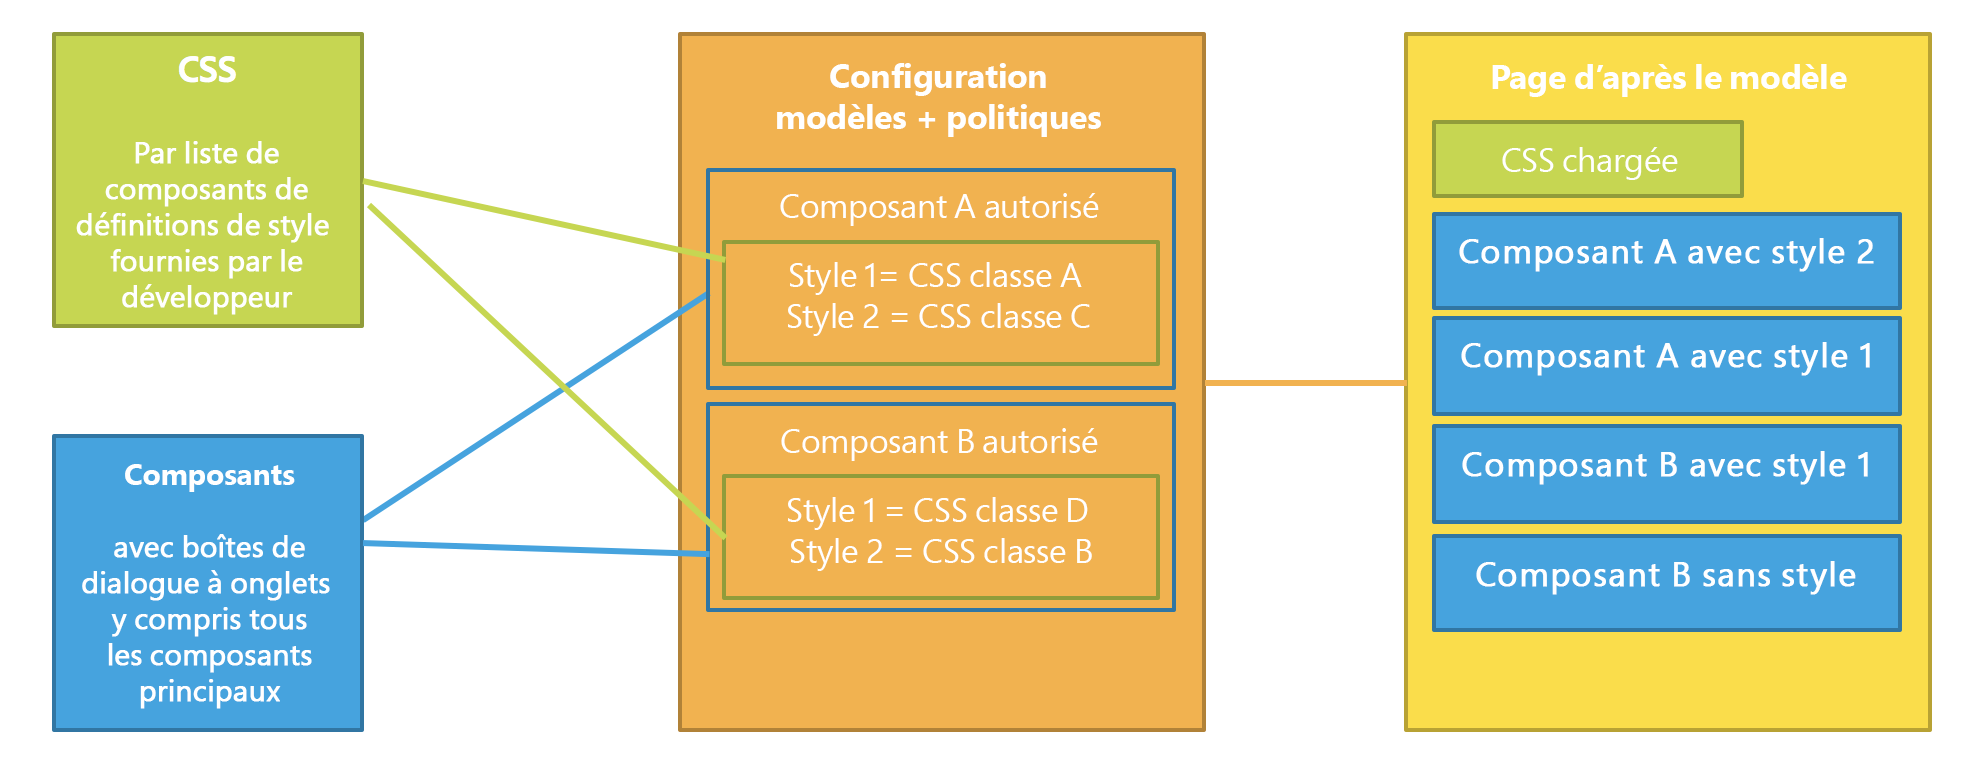 CSS
Par liste de
composants de
définitions de style
fournies par le
développeur
Composants
avec boîtes de
dialogue à onglets
y compris tous
les composants
principaux
Configuration
modèles + politiques
Composant A autorisé
Style 1= CSS classe A
Style 2 = CSS classe C
Composant B autorisé
Style 1 = CSS classe D
Style 2 = CSS classe B
Page d’après le modèle
CSS chargée
Composant A avec style 2
Composant A avec style 1
Composant B avec style 1
Composant B sans style